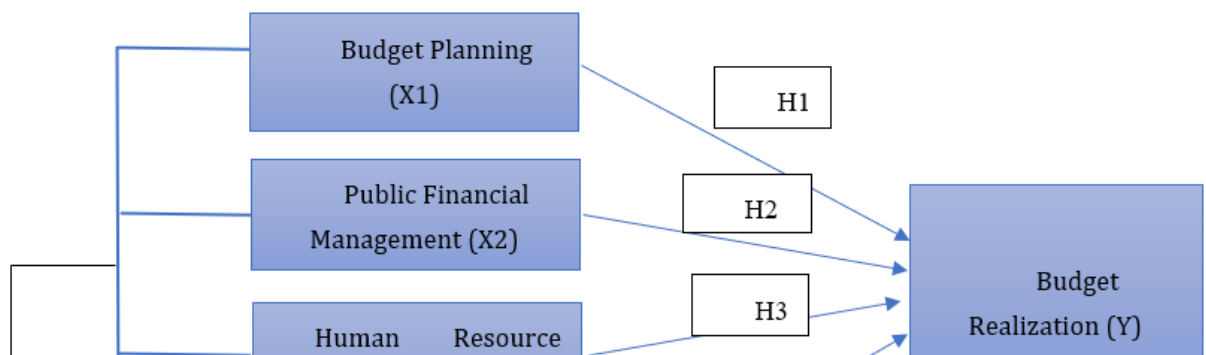 Budget Planning
(X1)
H1
Public Financial
Management (X2)
H2
Human Resource
H3
Budget
Realization (Y)